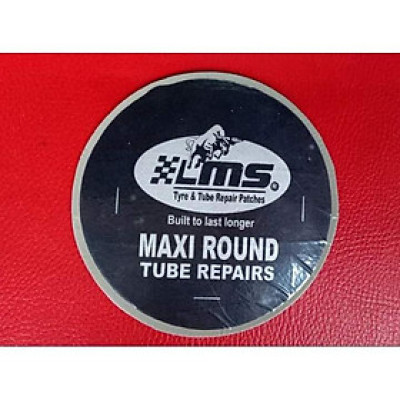 LMS®
Tyre & Tube Repair Patches
Built to last longer
MAXI ROUND
TUBE REPAIRS